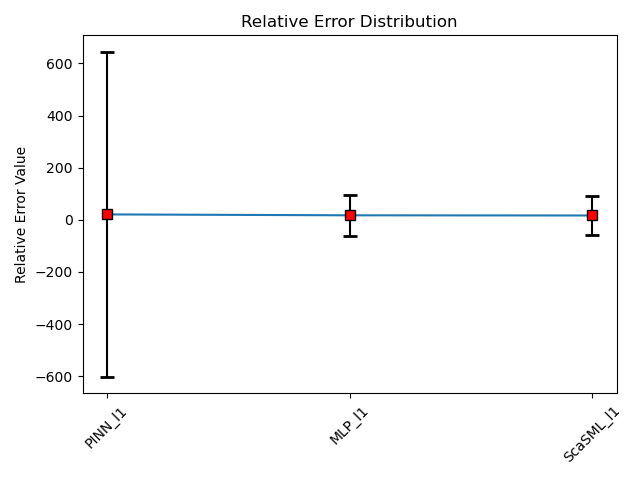 Relative Error Distribution
Relative Error Value
600
400
200
0
−200
−400
−600
PINN_l1
MLP_l1
ScaSML_l1